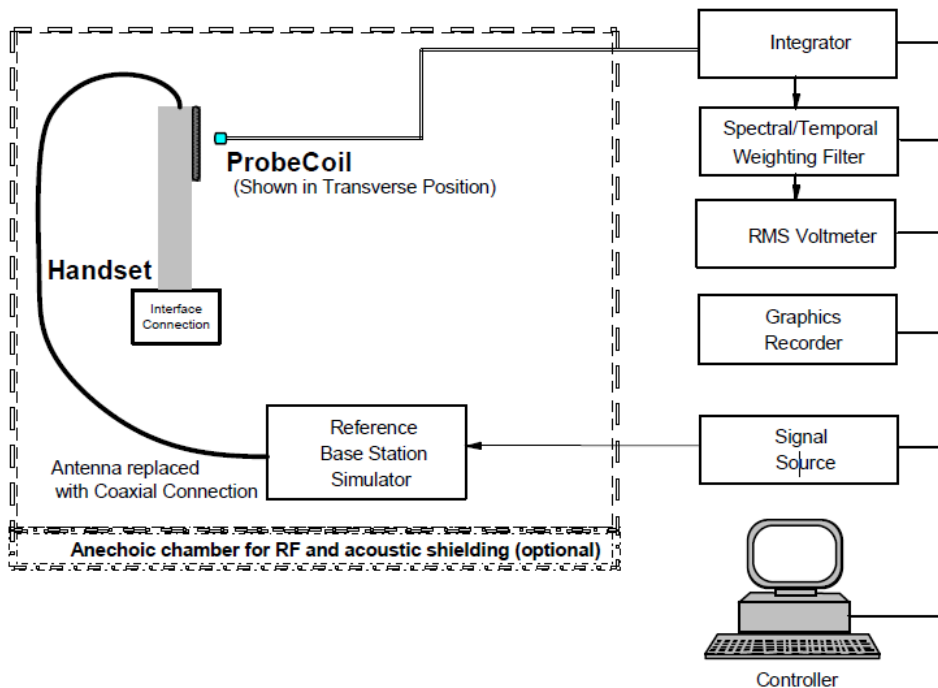 Integrator
Spectral/Temporal
Weighting Filter
RMS Voltmeter
Graphics
Recorder
Signal
Source
Controller
ProbeCoil
(Shown in Transverse Position)
Handset
Interface
Connection
Reference
Base Station
Simulator
Antenna replaced
with Coaxial Connection
Anechoic chamber for RF and acoustic shielding (optional)